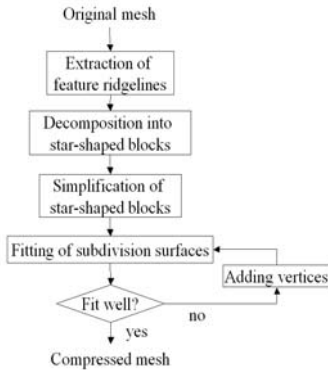 Original mesh
Extraction of
feature ridgelines
Decomposition into
star-shaped blocks
Simplification of
star-shaped blocks
Fitting of subdivision surfaces
Adding vertices
Fit well?
no
yes
Compressed mesh